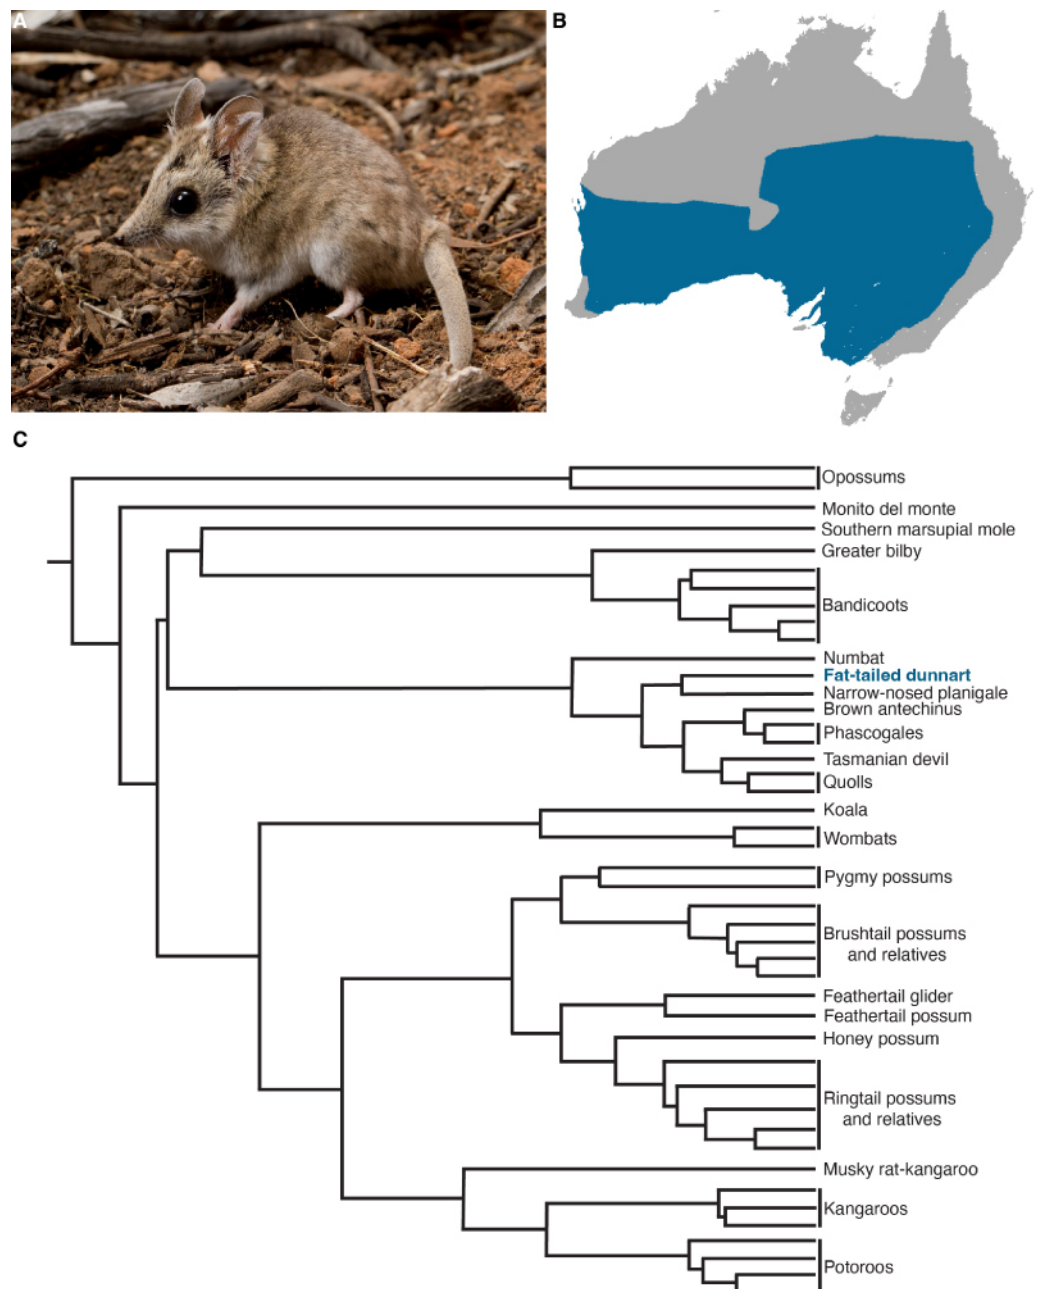 A
B
C
Opossums
Monito del monte
Southern marsupial mole
Greater bilby
Bandicoots
Numbat
Fat-tailed dunnart
Narrow-nosed planigale
Brown antechinus
Phascogales
Tasmanian devil
Quolls
Koala
Wombats
Pygmy possums
Brushtail possums
and relatives
Feathertail glider
Feathertail possum
Honey possum
Ringtail possums
and relatives
Musky rat-kangaroo
Kangaroos
Potoroos